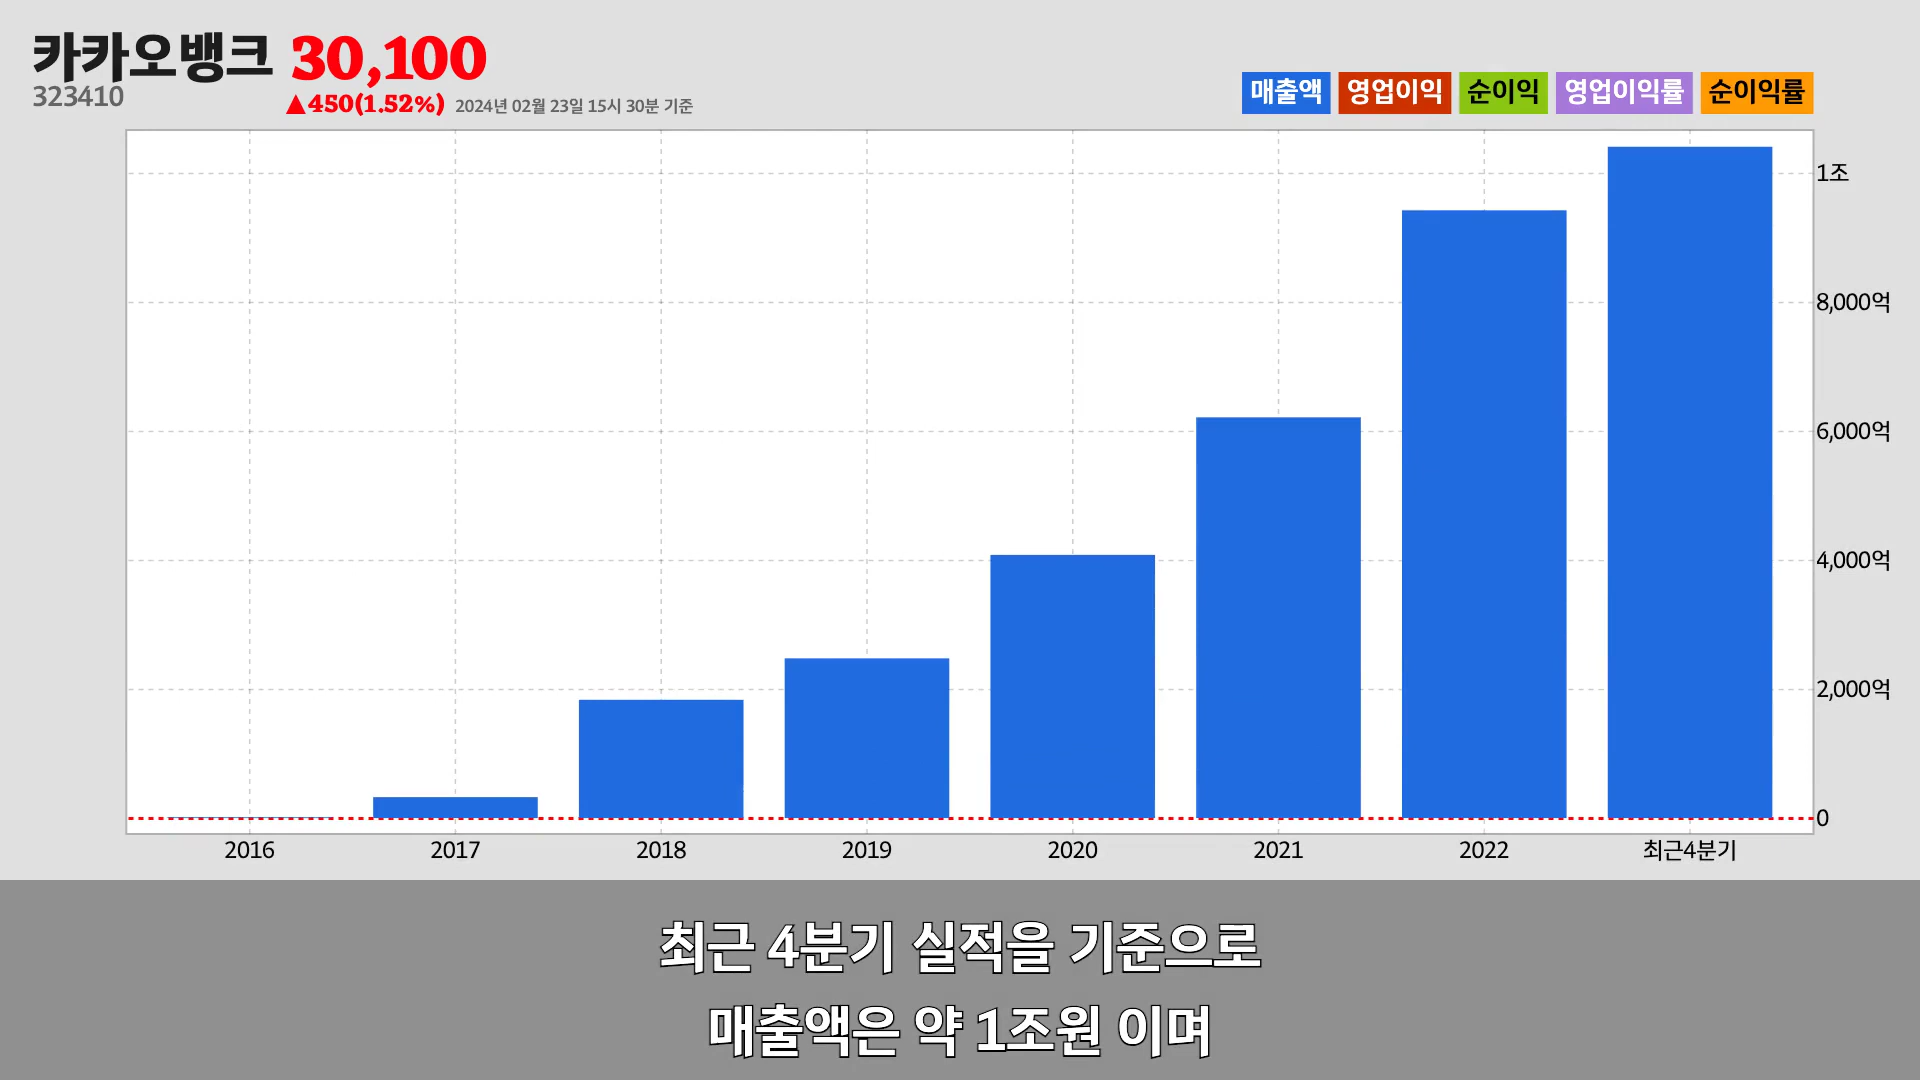 카카오뱅크 30,100
323410
▲450(1.52%) 2024년 02월 23일 15시 30분 기준
매출액 영업이익 순이익 영업이익률 순이익률
1조
8,000억
6,000억
4,000억
2,000억
0
2016 2017 2018 2019 2020 2021 2022 최근4분기
최근 4분기 실적을 기준으로
매출액은 약 1조원 이며